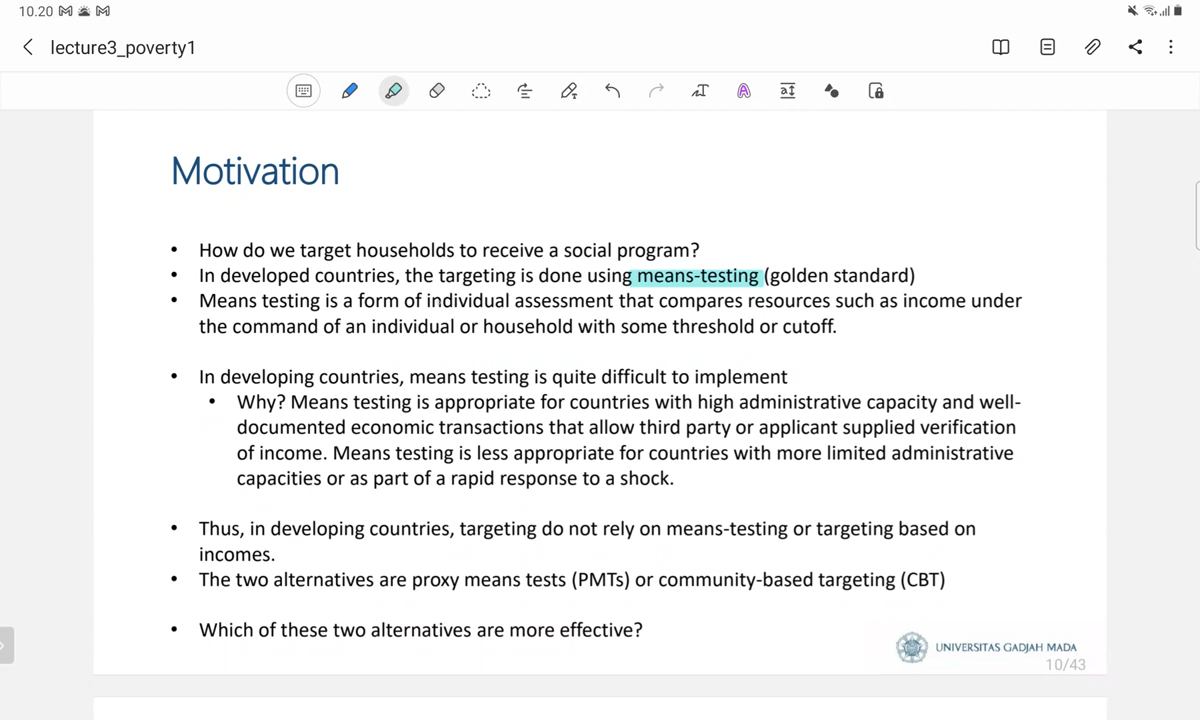 10.20
lecture3_poverty1
Motivation
• How do we target households to receive a social program?
• In developed countries, the targeting is done using means-testing (golden standard)
• Means testing is a form of individual assessment that compares resources such as income under
the command of an individual or household with some threshold or cutoff.
• In developing countries, means testing is quite difficult to implement
• Why? Means testing is appropriate for countries with high administrative capacity and well-
documented economic transactions that allow third party or applicant supplied verification
of income. Means testing is less appropriate for countries with more limited administrative
capacities or as part of a rapid response to a shock.
• Thus, in developing countries, targeting do not rely on means-testing or targeting based on
incomes.
• The two alternatives are proxy means tests (PMTs) or community-based targeting (CBT)
• Which of these two alternatives are more effective?
UNIVERSITAS GADJAH MADA
10/43